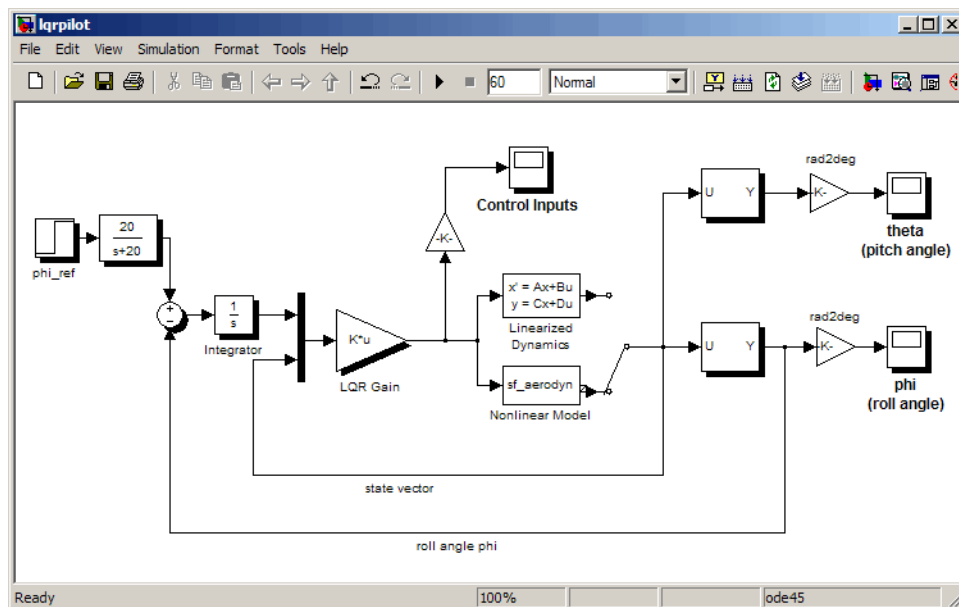 lqrpilot
File Edit View Simulation Format Tools Help
60 Normal
phi_ref
20
s+20
+
−
1
s
Integrator
K*u
LQR Gain
-K-
Control Inputs
x' = Ax+Bu
y = Cx+Du
Linearized
Dynamics
sf_aerodyn
Nonlinear Model
U Y
rad2deg
-K-
theta
(pitch angle)
U Y
rad2deg
-K-
phi
(roll angle)
state vector
roll angle phi
Ready 100% ode45